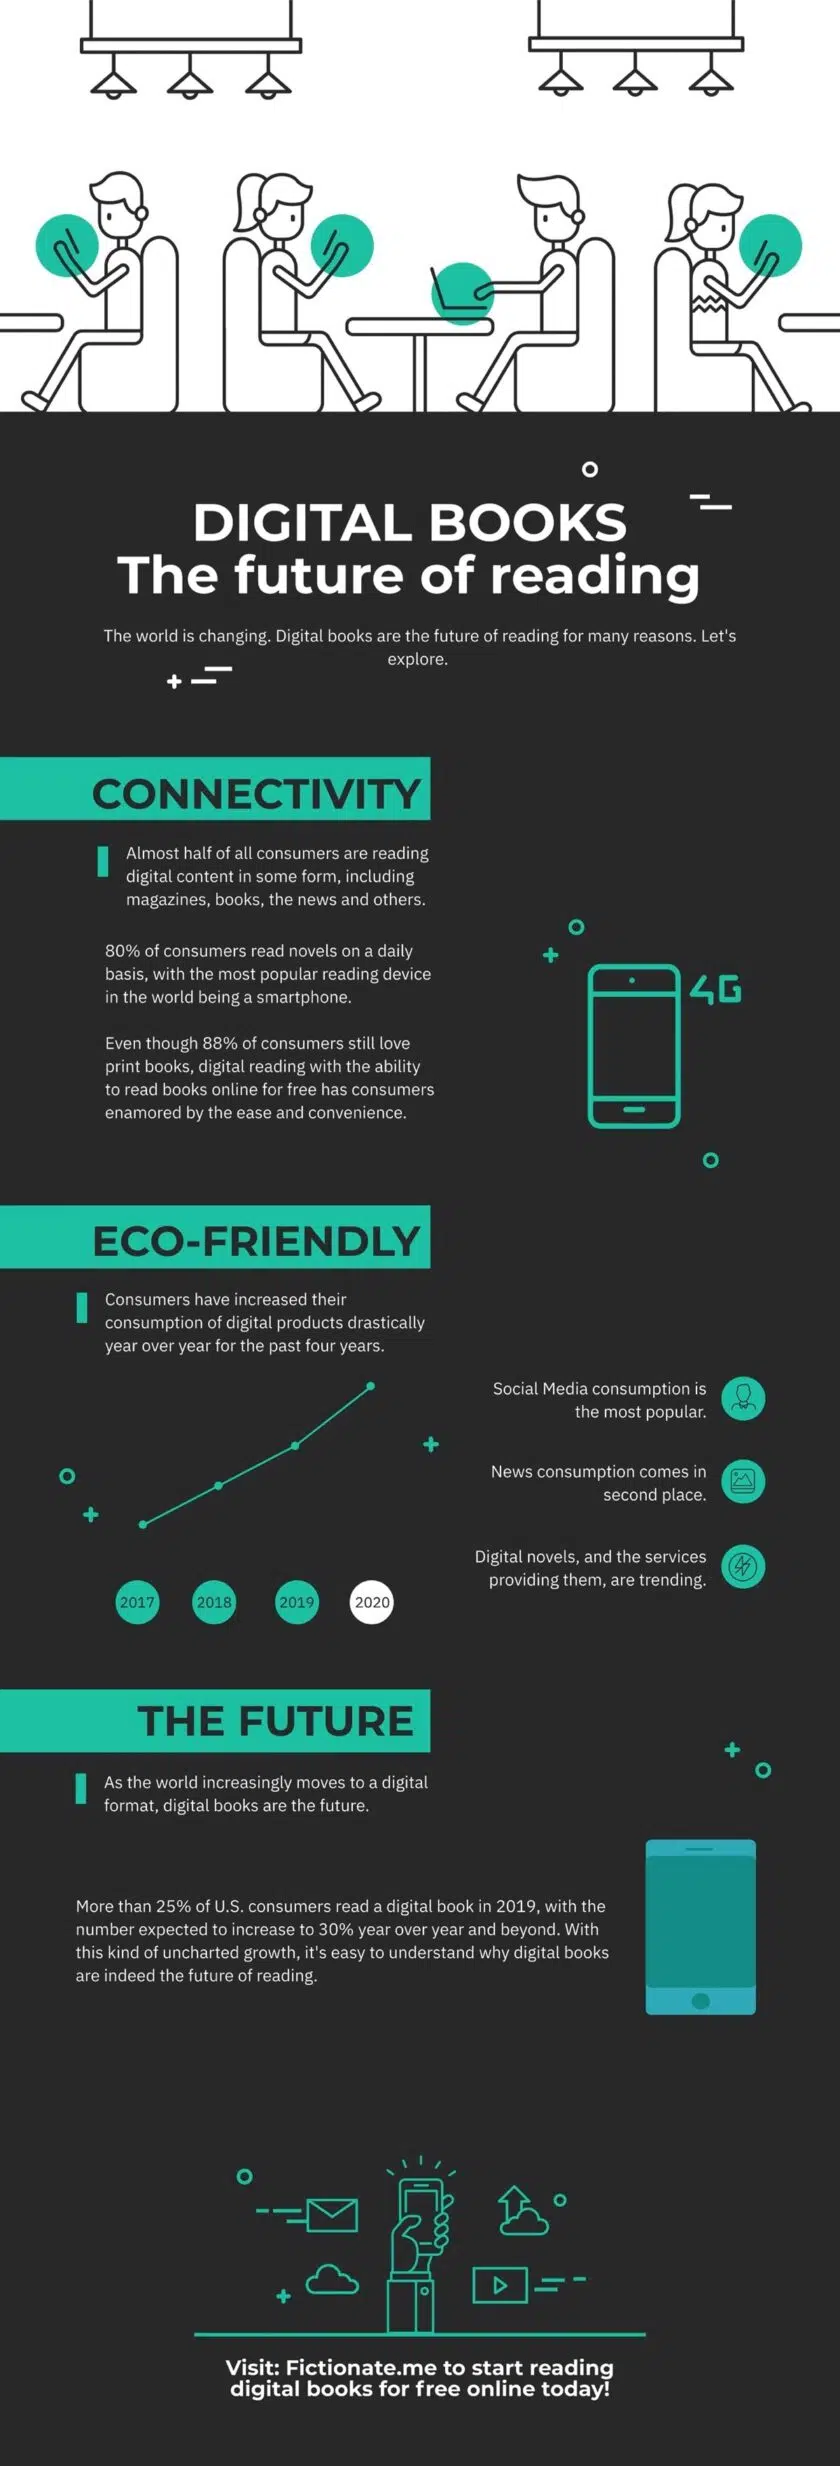 DIGITAL BOOKS
The future of reading
The world is changing. Digital books are the future of reading for many reasons. Let's
explore.
CONNECTIVITY
Almost half of all consumers are reading
digital content in some form, including
magazines, books, the news and others.
80% of consumers read novels on a daily
basis, with the most popular reading device
in the world being a smartphone.
Even though 88% of consumers still love
print books, digital reading with the ability
to read books online for free has consumers
enamored by the ease and convenience.
4G
ECO-FRIENDLY
Consumers have increased their
consumption of digital products drastically
year over year for the past four years.
Social Media consumption is
the most popular.
News consumption comes in
second place.
Digital novels, and the services
providing them, are trending.
2017 2018 2019 2020
THE FUTURE
As the world increasingly moves to a digital
format, digital books are the future.
More than 25% of U.S. consumers read a digital book in 2019, with the
number expected to increase to 30% year over year and beyond. With
this kind of uncharted growth, it's easy to understand why digital books
are indeed the future of reading.
Visit: Fictionate.me to start reading
digital books for free online today!